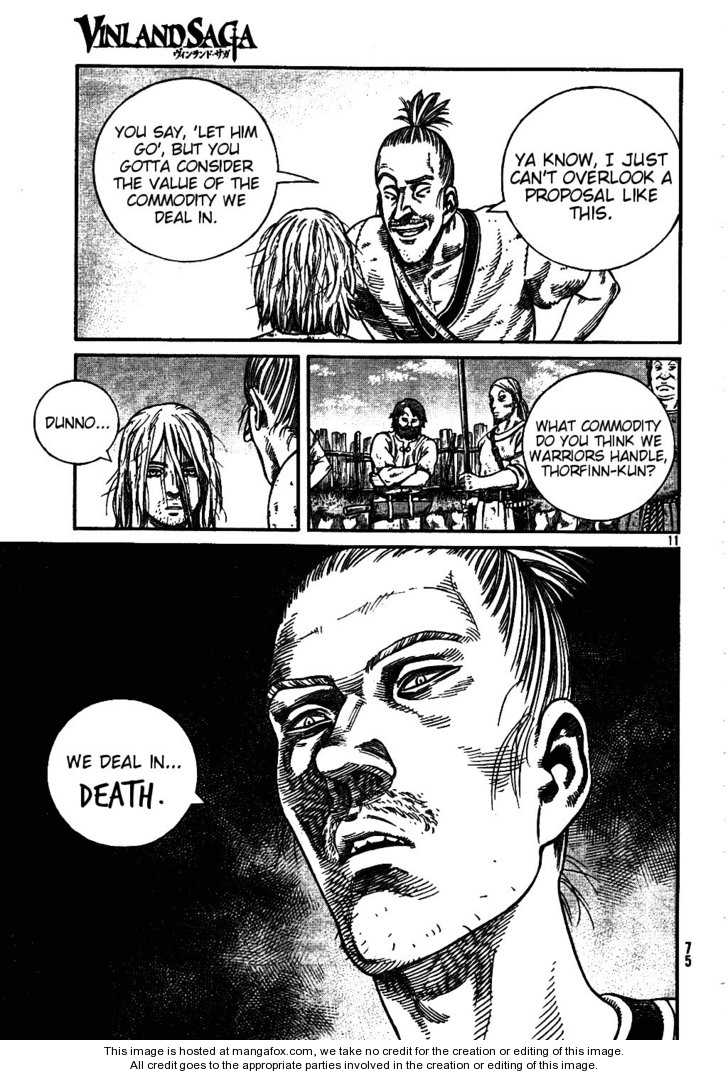 VINLAND SAGA
ヴィンランド・サガ
YA KNOW, I JUST
CAN'T OVERLOOK A
PROPOSAL LIKE
THIS.
YOU SAY, 'LET HIM
GO', BUT YOU
GOTTA CONSIDER
THE VALUE OF THE
COMMODITY WE
DEAL IN.
WHAT COMMODITY
DO YOU THINK WE
WARRIORS HANDLE,
THORFINN-KUN?
DUNNO...
11
WE DEAL IN...
DEATH.
75
This image is hosted at mangafox.com, we take no credit for the creation or editing of this image.
All credit goes to the appropriate parties involved in the creation or editing of this image.